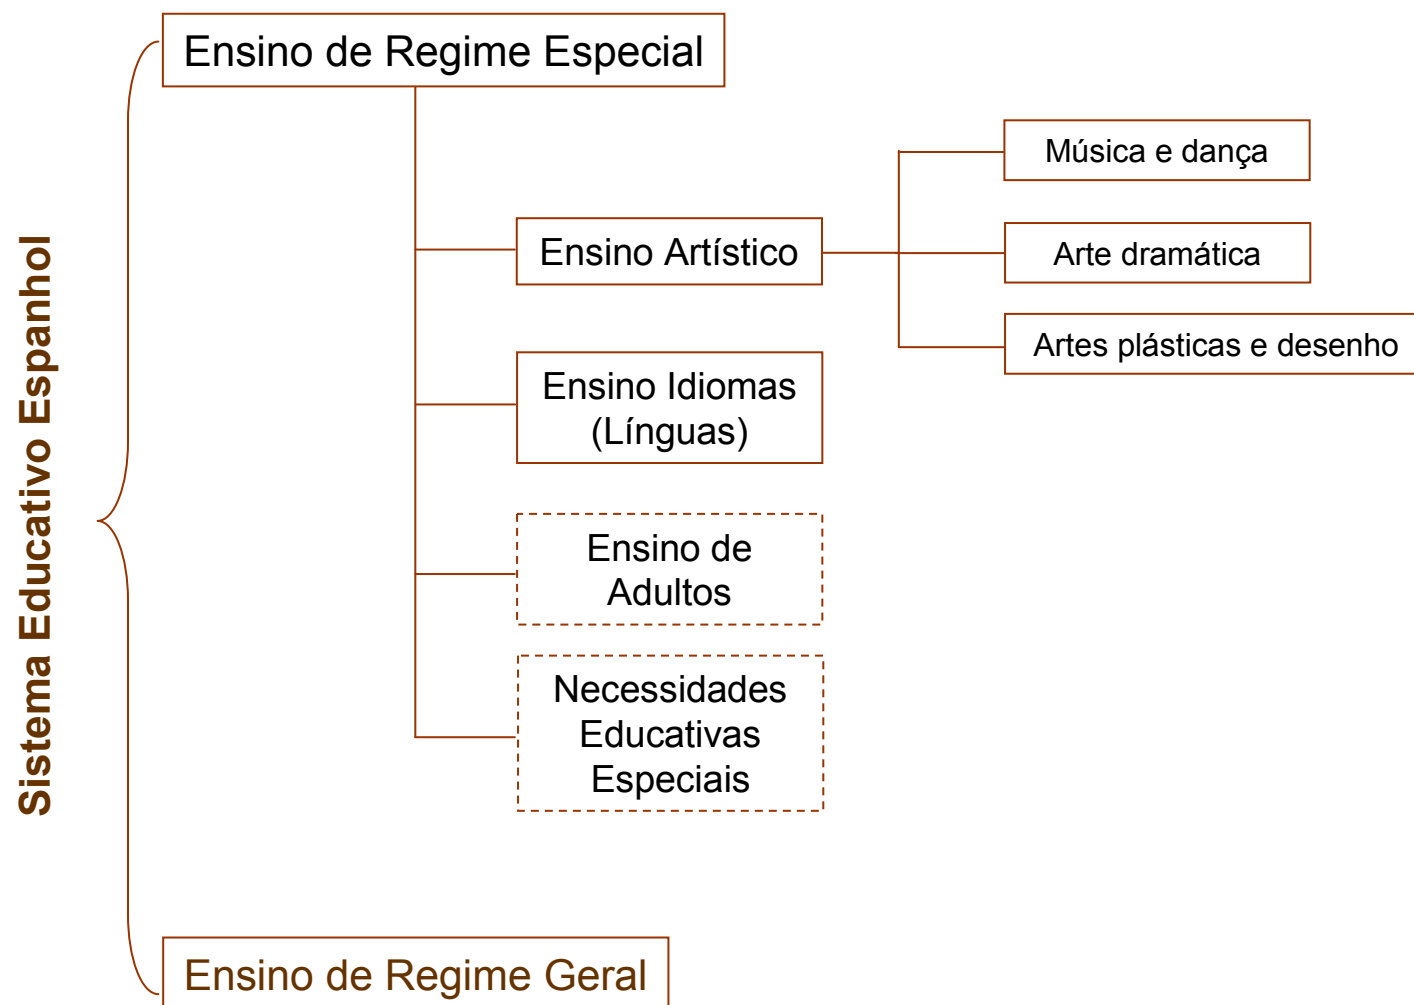 Sistema Educativo Espanhol
Ensino de Regime Especial
Ensino Artístico
Música e dança
Arte dramática
Artes plásticas e desenho
Ensino Idiomas
(Línguas)
Ensino de
Adultos
Necessidades
Educativas
Especiais
Ensino de Regime Geral